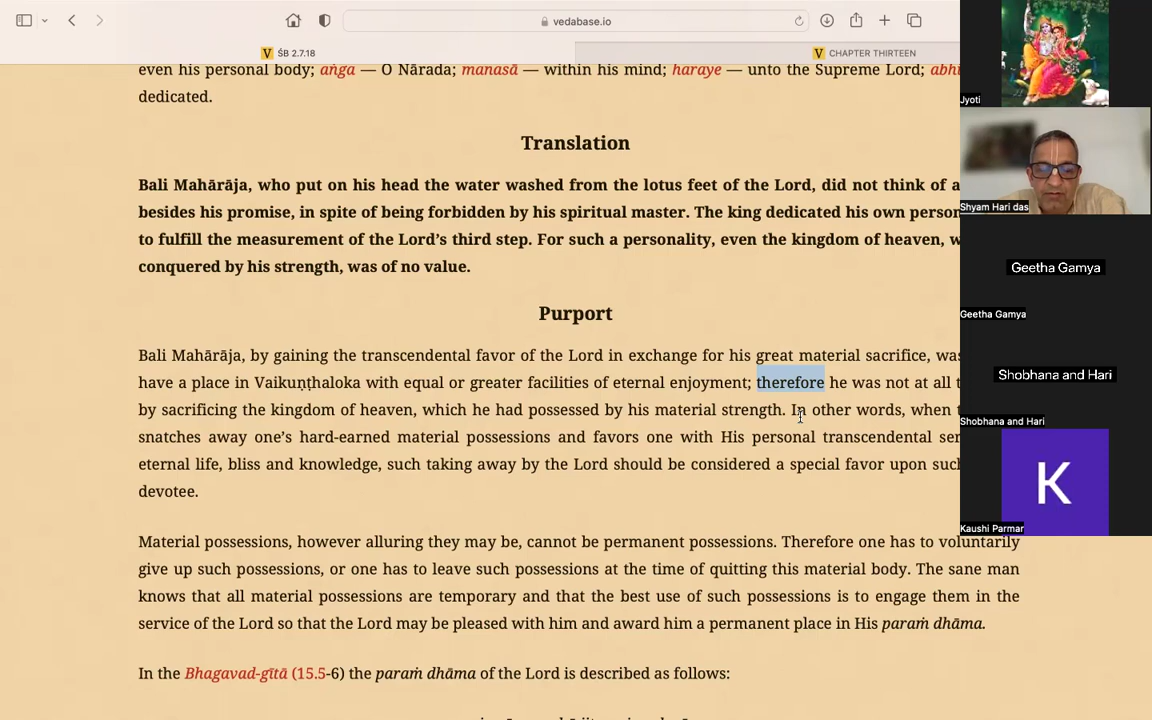 vedabase.io
ŚB 2.7.18
CHAPTER THIRTEEN
even his personal body; aṅga — O Nārada; manasā — within his mind; haraye — unto the Supreme Lord;
dedicated.
Translation
Bali Mahārāja, who put on his head the water washed from the lotus feet of the Lord, did not think of
besides his promise, in spite of being forbidden by his spiritual master. The king dedicated his own
to fulfill the measurement of the Lord’s third step. For such a personality, even the kingdom of heaven,
conquered by his strength, was of no value.
Purport
Bali Mahārāja, by gaining the transcendental favor of the Lord in exchange for his great material sacrifice,
have a place in Vaikuṇṭhaloka with equal or greater facilities of eternal enjoyment; therefore he was not at all
by sacrificing the kingdom of heaven, which he had possessed by his material strength. In other words, when
snatches away one’s hard-earned material possessions and favors one with His personal transcendental
eternal life, bliss and knowledge, such taking away by the Lord should be considered a special favor upon
devotee.
Material possessions, however alluring they may be, cannot be permanent possessions. Therefore one has to voluntarily
give up such possessions, or one has to leave such possessions at the time of quitting this material body. The sane man
knows that all material possessions are temporary and that the best use of such possessions is to engage them in the
service of the Lord so that the Lord may be pleased with him and award him a permanent place in His paraṁ dhāma.
In the Bhagavad-gītā (15.5-6) the paraṁ dhāma of the Lord is described as follows:
Jyoti
Shyam Hari das
Geetha Gamya
Geetha Gamya
Shobhana and Hari
Shobhana and Hari
K
Kaushi Parmar